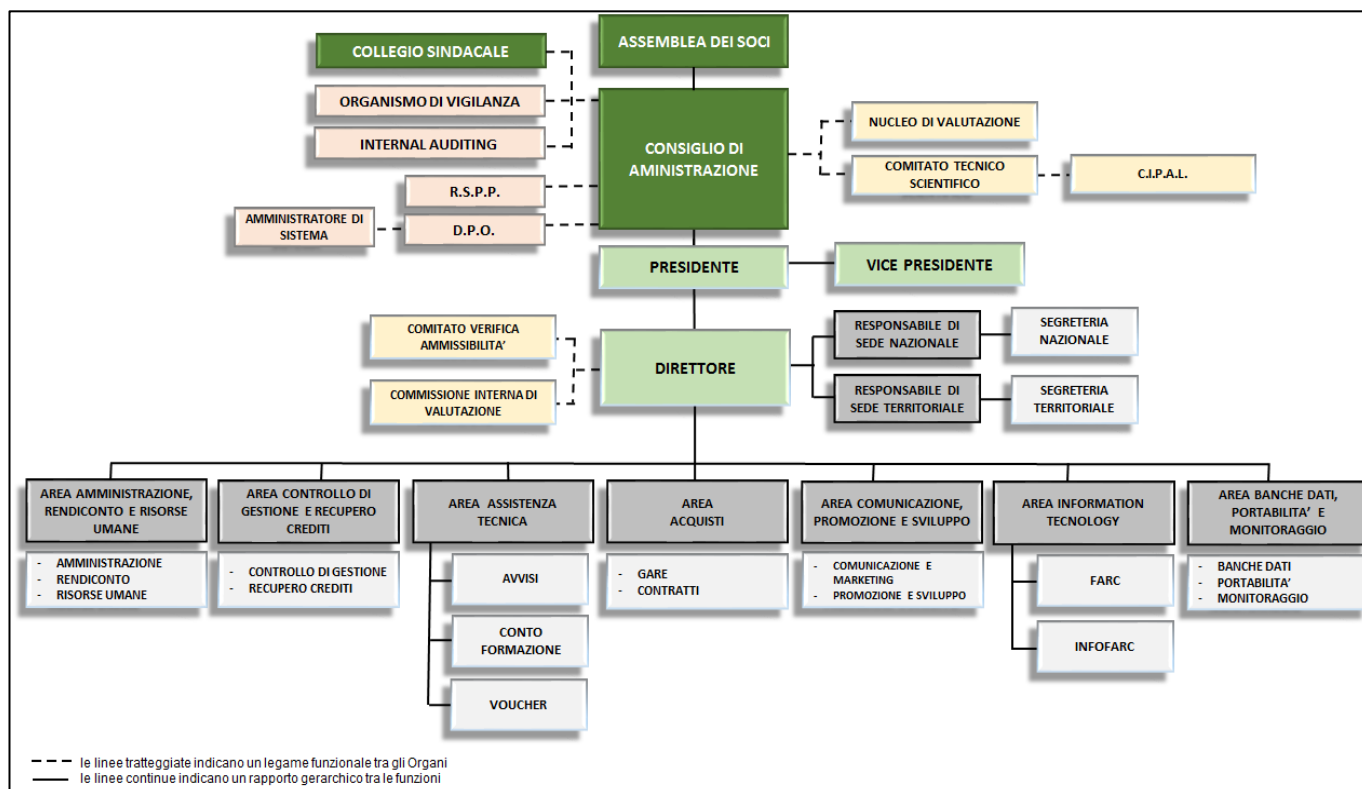 COLLEGIO SINDACALE
ASSEMBLEA DEI SOCI
ORGANISMO DI VIGILANZA
INTERNAL AUDITING
CONSIGLIO DI
AMINISTRAZIONE
NUCLEO DI VALUTAZIONE
COMITATO TECNICO
SCIENTIFICO
C.I.P.A.L.
R.S.P.P.
AMMINISTRATORE DI
SISTEMA
D.P.O.
PRESIDENTE
VICE PRESIDENTE
COMITATO VERIFICA
AMMISSIBILITA’
COMMISSIONE INTERNA DI
VALUTAZIONE
DIRETTORE
RESPONSABILE DI
SEDE NAZIONALE
SEGRETERIA
NAZIONALE
RESPONSABILE DI
SEDE TERRITORIALE
SEGRETERIA
TERRITORIALE
AREA AMMINISTRAZIONE,
RENDICONTO E RISORSE
UMANE
- AMMINISTRAZIONE
- RENDICONTO
- RISORSE UMANE
AREA CONTROLLO DI
GESTIONE E RECUPERO
CREDITI
- CONTROLLO DI GESTIONE
- RECUPERO CREDITI
AREA ASSISTENZA
TECNICA
AVVISI
CONTO
FORMAZIONE
VOUCHER
AREA
ACQUISTI
- GARE
- CONTRATTI
AREA COMUNICAZIONE,
PROMOZIONE E SVILUPPO
- COMUNICAZIONE E
MARKETING
- PROMOZIONE E SVILUPPO
AREA INFORMATION
TECNOLOGY
FARC
INFOFARC
AREA BANCHE DATI,
PORTABILITA’ E
MONITORAGGIO
- BANCHE DATI
- PORTABILITA’
- MONITORAGGIO
le linee tratteggiate indicano un legame funzionale tra gli Organi
le linee continue indicano un rapporto gerarchico tra le funzioni